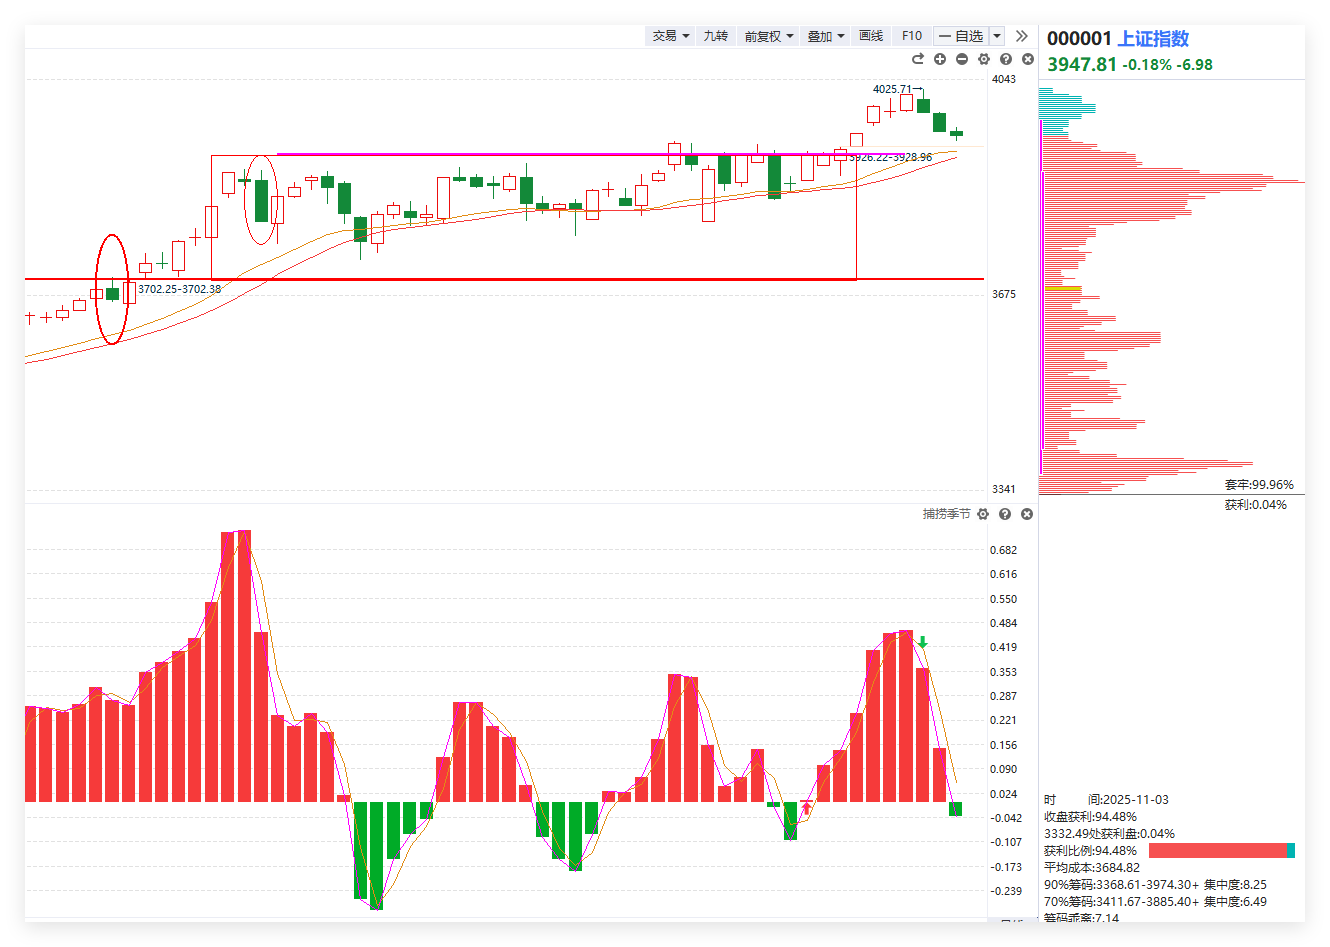 交易 九转 前复权 叠加 画线 F10 一自选
000001 上证指数
3947.81 -0.18% -6.98
4043
4025.71
3926.22-3928.96
3702.25-3702.38
3675
3341
套牢:99.96%
获利:0.04%
捕捞季节
0.682
0.616
0.550
0.484
0.419
0.353
0.287
0.221
0.156
0.090
0.024
-0.042
-0.107
-0.173
-0.239
时 间:2025-11-03
收盘获利:94.48%
3332.49处获利盘:0.04%
获利比例:94.48%
平均成本:3684.82
90%筹码:3368.61-3974.30+ 集中度:8.25
70%筹码:3411.67-3885.40+ 集中度:6.49
筹码乖离:7.14